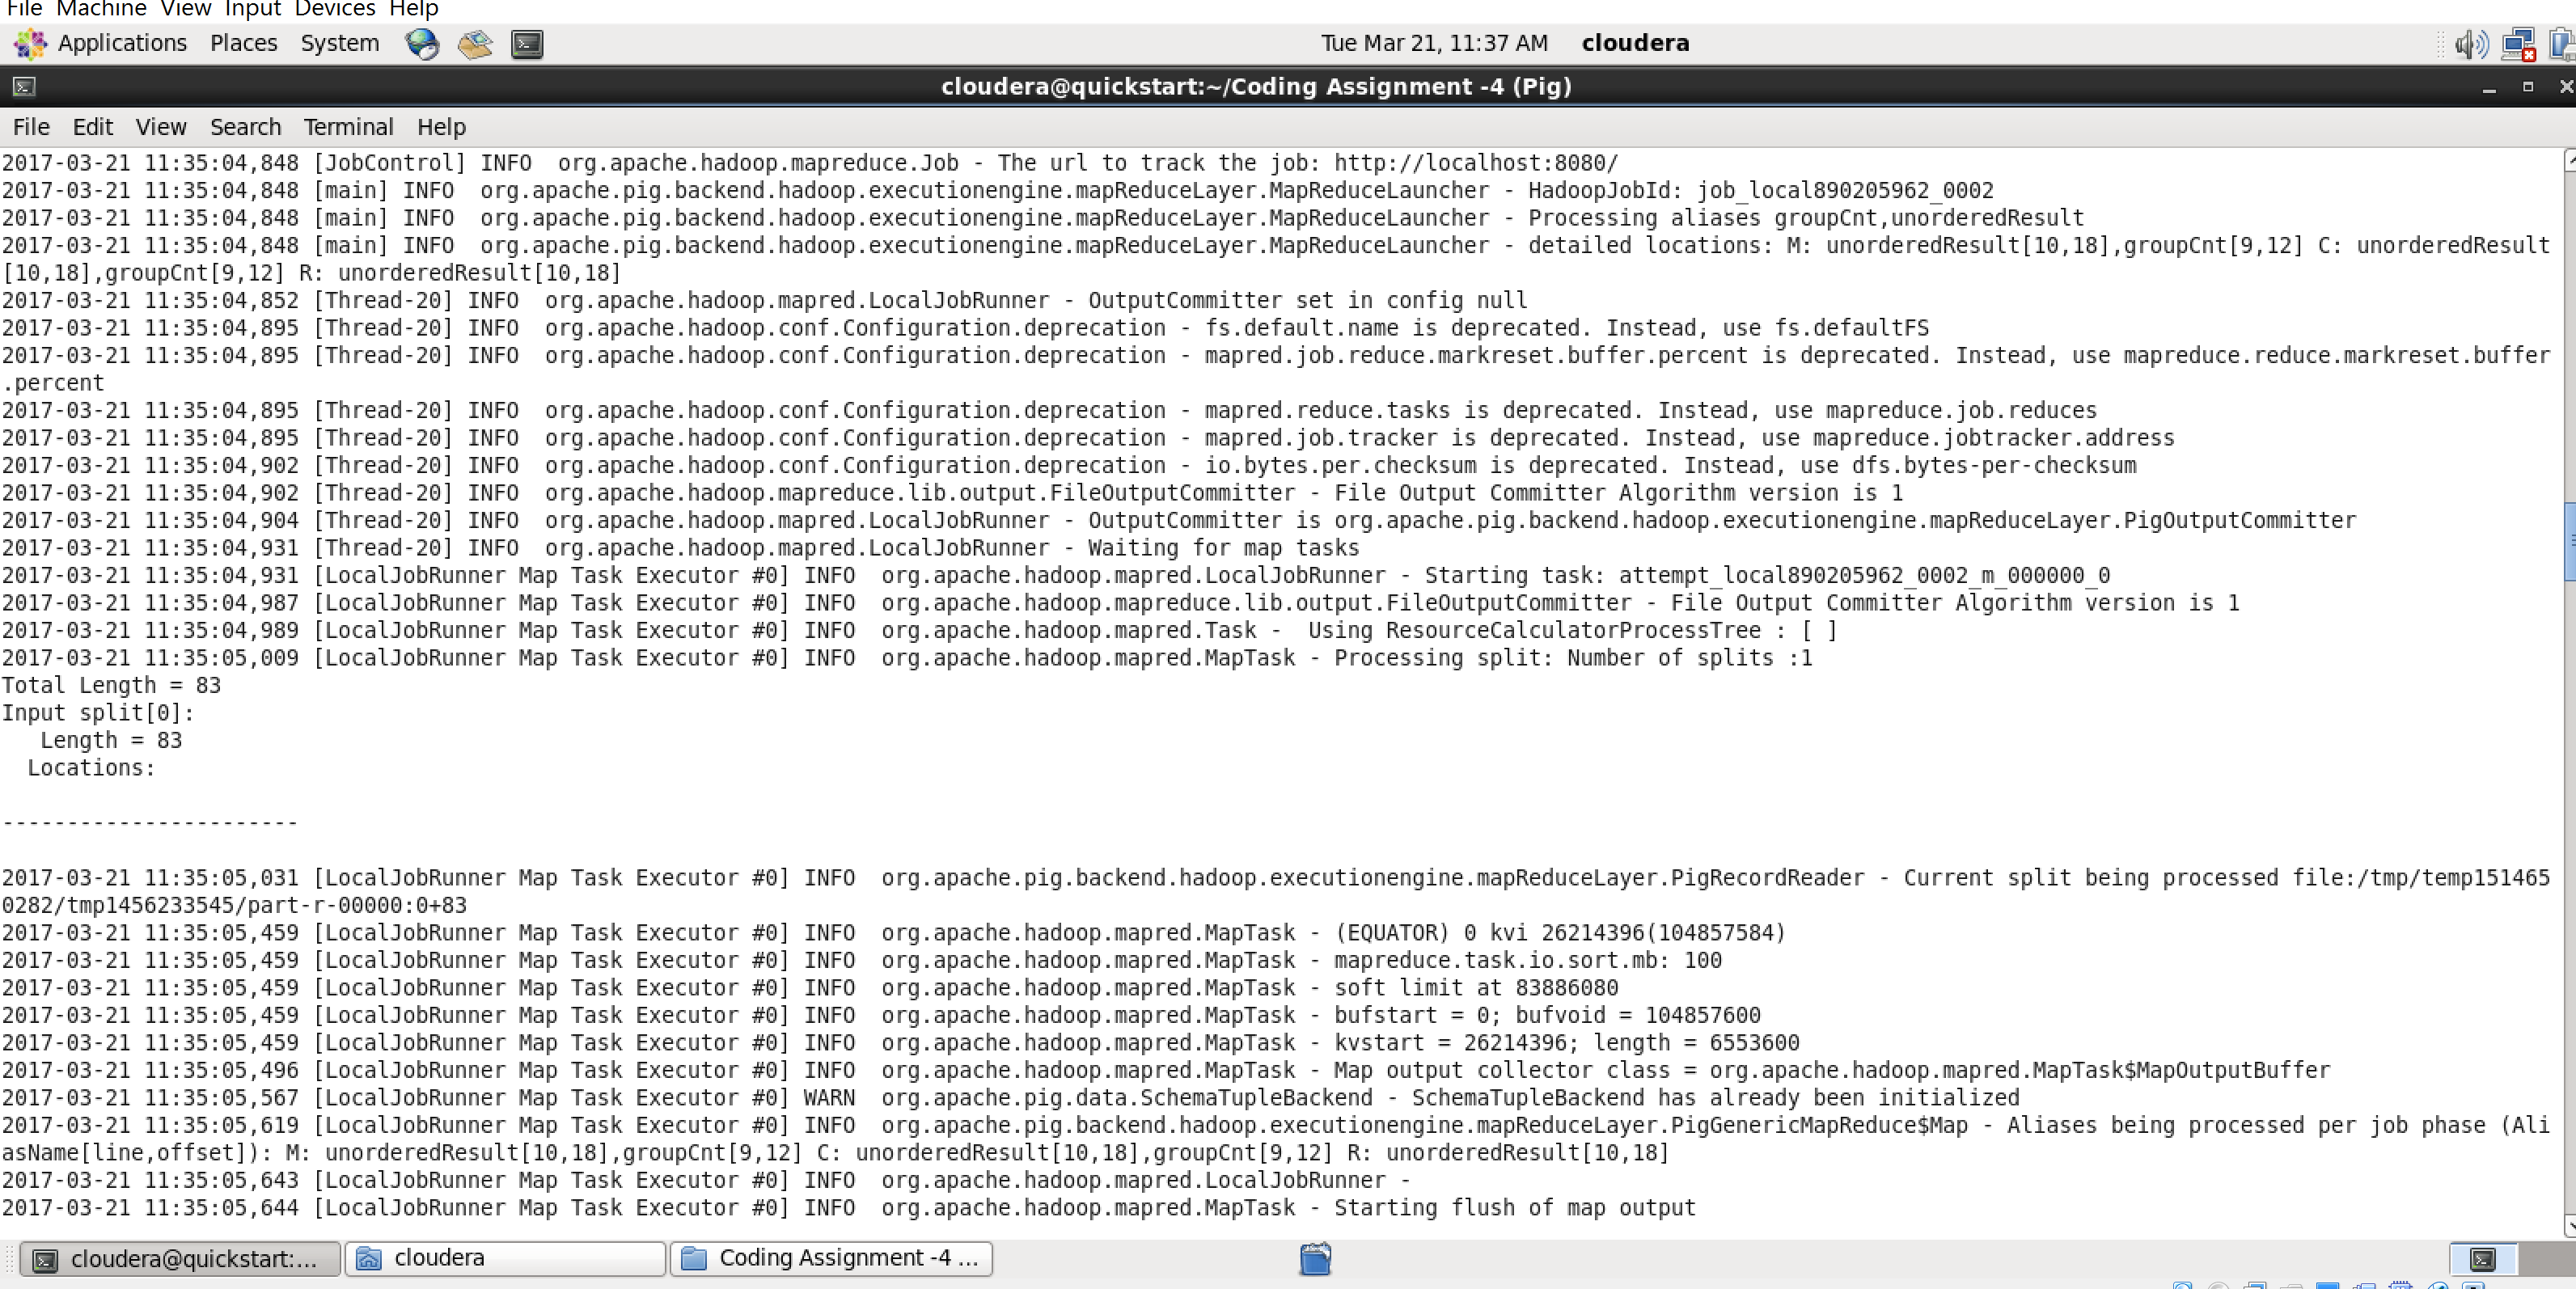 File Machine View Input Devices Help
Applications Places System Tue Mar 21, 11:37 AM cloudera
cloudera@quickstart:~/Coding Assignment -4 (Pig)
File Edit View Search Terminal Help
2017-03-21 11:35:04,848 [JobControl] INFO  org.apache.hadoop.mapreduce.Job - The url to track the job: http://localhost:8080/
2017-03-21 11:35:04,848 [main] INFO  org.apache.pig.backend.hadoop.executionengine.mapReduceLayer.MapReduceLauncher - HadoopJobId: job_local890205962_0002
2017-03-21 11:35:04,848 [main] INFO  org.apache.pig.backend.hadoop.executionengine.mapReduceLayer.MapReduceLauncher - Processing aliases groupCnt,unorderedResult
2017-03-21 11:35:04,848 [main] INFO  org.apache.pig.backend.hadoop.executionengine.mapReduceLayer.MapReduceLauncher - detailed locations: M: unorderedResult[10,18],groupCnt[9,12] C: unorderedResult
[10,18],groupCnt[9,12] R: unorderedResult[10,18]
2017-03-21 11:35:04,852 [Thread-20] INFO  org.apache.hadoop.mapred.LocalJobRunner - OutputCommitter set in config null
2017-03-21 11:35:04,895 [Thread-20] INFO  org.apache.hadoop.conf.Configuration.deprecation - fs.default.name is deprecated. Instead, use fs.defaultFS
2017-03-21 11:35:04,895 [Thread-20] INFO  org.apache.hadoop.conf.Configuration.deprecation - mapred.job.reduce.markreset.buffer.percent is deprecated. Instead, use mapreduce.reduce.markreset.buffer
.percent
2017-03-21 11:35:04,895 [Thread-20] INFO  org.apache.hadoop.conf.Configuration.deprecation - mapred.reduce.tasks is deprecated. Instead, use mapreduce.job.reduces
2017-03-21 11:35:04,895 [Thread-20] INFO  org.apache.hadoop.conf.Configuration.deprecation - mapred.job.tracker is deprecated. Instead, use mapreduce.jobtracker.address
2017-03-21 11:35:04,902 [Thread-20] INFO  org.apache.hadoop.conf.Configuration.deprecation - io.bytes.per.checksum is deprecated. Instead, use dfs.bytes-per-checksum
2017-03-21 11:35:04,902 [Thread-20] INFO  org.apache.hadoop.mapreduce.lib.output.FileOutputCommitter - File Output Committer Algorithm version is 1
2017-03-21 11:35:04,904 [Thread-20] INFO  org.apache.hadoop.mapred.LocalJobRunner - OutputCommitter is org.apache.pig.backend.hadoop.executionengine.mapReduceLayer.PigOutputCommitter
2017-03-21 11:35:04,931 [Thread-20] INFO  org.apache.hadoop.mapred.LocalJobRunner - Waiting for map tasks
2017-03-21 11:35:04,931 [LocalJobRunner Map Task Executor #0] INFO  org.apache.hadoop.mapred.LocalJobRunner - Starting task: attempt_local890205962_0002_m_000000_0
2017-03-21 11:35:04,987 [LocalJobRunner Map Task Executor #0] INFO  org.apache.hadoop.mapreduce.lib.output.FileOutputCommitter - File Output Committer Algorithm version is 1
2017-03-21 11:35:04,989 [LocalJobRunner Map Task Executor #0] INFO  org.apache.hadoop.mapred.Task -  Using ResourceCalculatorProcessTree : [ ]
2017-03-21 11:35:05,009 [LocalJobRunner Map Task Executor #0] INFO  org.apache.hadoop.mapred.MapTask - Processing split: Number of splits :1
Total Length = 83
Input split[0]:
   Length = 83
  Locations:
-----------------------
2017-03-21 11:35:05,031 [LocalJobRunner Map Task Executor #0] INFO  org.apache.pig.backend.hadoop.executionengine.mapReduceLayer.PigRecordReader - Current split being processed file:/tmp/temp151465
0282/tmp1456233545/part-r-00000:0+83
2017-03-21 11:35:05,459 [LocalJobRunner Map Task Executor #0] INFO  org.apache.hadoop.mapred.MapTask - (EQUATOR) 0 kvi 26214396(104857584)
2017-03-21 11:35:05,459 [LocalJobRunner Map Task Executor #0] INFO  org.apache.hadoop.mapred.MapTask - mapreduce.task.io.sort.mb: 100
2017-03-21 11:35:05,459 [LocalJobRunner Map Task Executor #0] INFO  org.apache.hadoop.mapred.MapTask - soft limit at 83886080
2017-03-21 11:35:05,459 [LocalJobRunner Map Task Executor #0] INFO  org.apache.hadoop.mapred.MapTask - bufstart = 0; bufvoid = 104857600
2017-03-21 11:35:05,459 [LocalJobRunner Map Task Executor #0] INFO  org.apache.hadoop.mapred.MapTask - kvstart = 26214396; length = 6553600
2017-03-21 11:35:05,496 [LocalJobRunner Map Task Executor #0] INFO  org.apache.hadoop.mapred.MapTask - Map output collector class = org.apache.hadoop.mapred.MapTask$MapOutputBuffer
2017-03-21 11:35:05,567 [LocalJobRunner Map Task Executor #0] WARN  org.apache.pig.data.SchemaTupleBackend - SchemaTupleBackend has already been initialized
2017-03-21 11:35:05,619 [LocalJobRunner Map Task Executor #0] INFO  org.apache.pig.backend.hadoop.executionengine.mapReduceLayer.PigGenericMapReduce$Map - Aliases being processed per job phase (Ali
asName[line,offset]): M: unorderedResult[10,18],groupCnt[9,12] C: unorderedResult[10,18],groupCnt[9,12] R: unorderedResult[10,18]
2017-03-21 11:35:05,643 [LocalJobRunner Map Task Executor #0] INFO  org.apache.hadoop.mapred.LocalJobRunner -
2017-03-21 11:35:05,644 [LocalJobRunner Map Task Executor #0] INFO  org.apache.hadoop.mapred.MapTask - Starting flush of map output
cloudera@quickstart:... cloudera Coding Assignment -4 ...